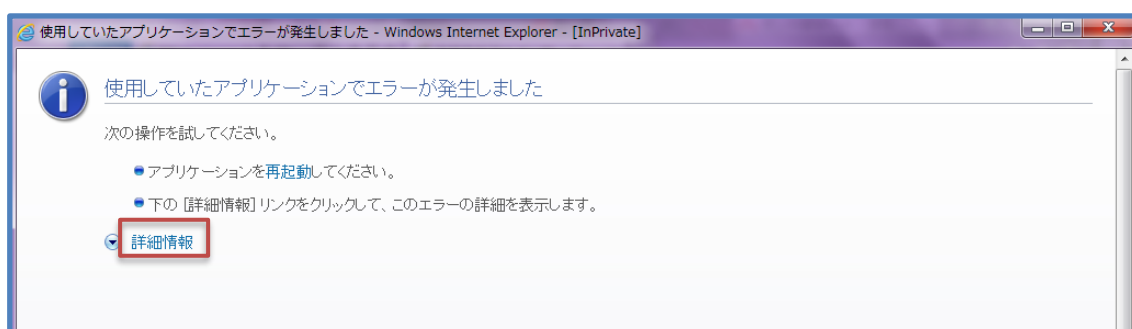 使用していたアプリケーションでエラーが発生しました - Windows Internet Explorer - [InPrivate]
使用していたアプリケーションでエラーが発生しました
次の操作を試してください。
アプリケーションを再起動してください。
下の [詳細情報] リンクをクリックして、このエラーの詳細を表示します。
詳細情報